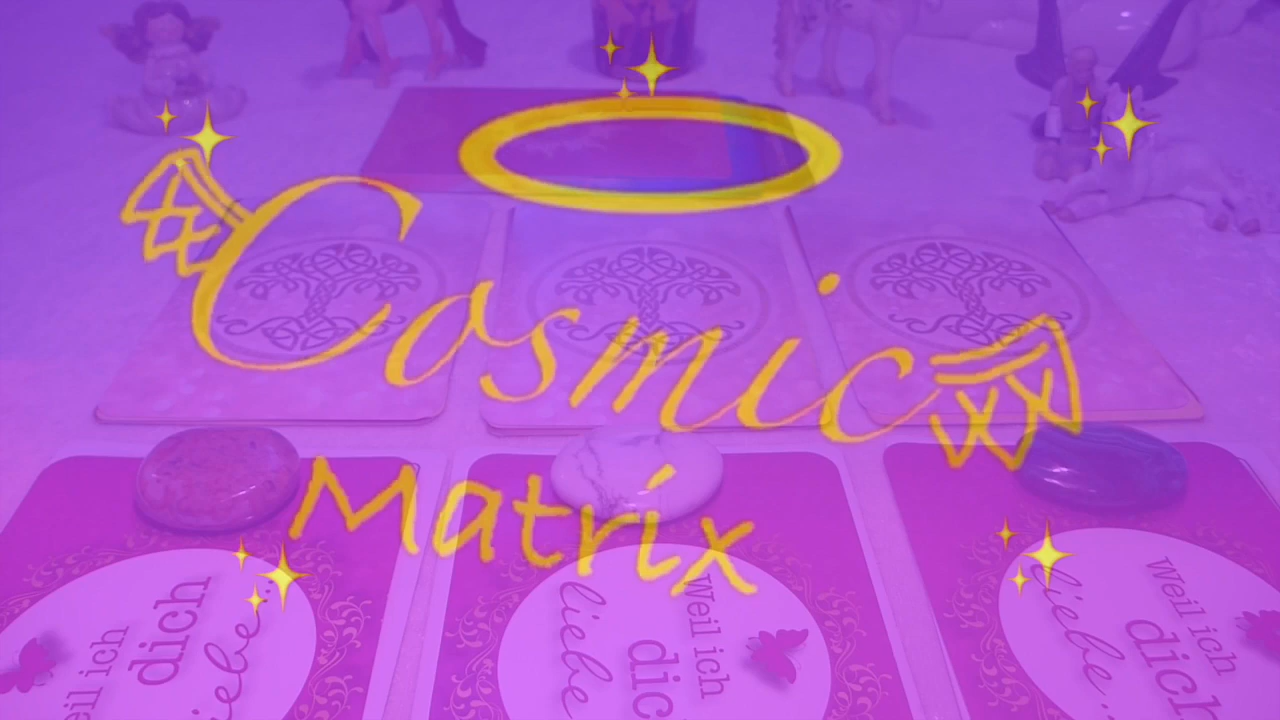 Cosmic
Matrix
Weil ich
dich
liebe...
Weil ich
dich
liebe
Weil ich
dich
liebe...